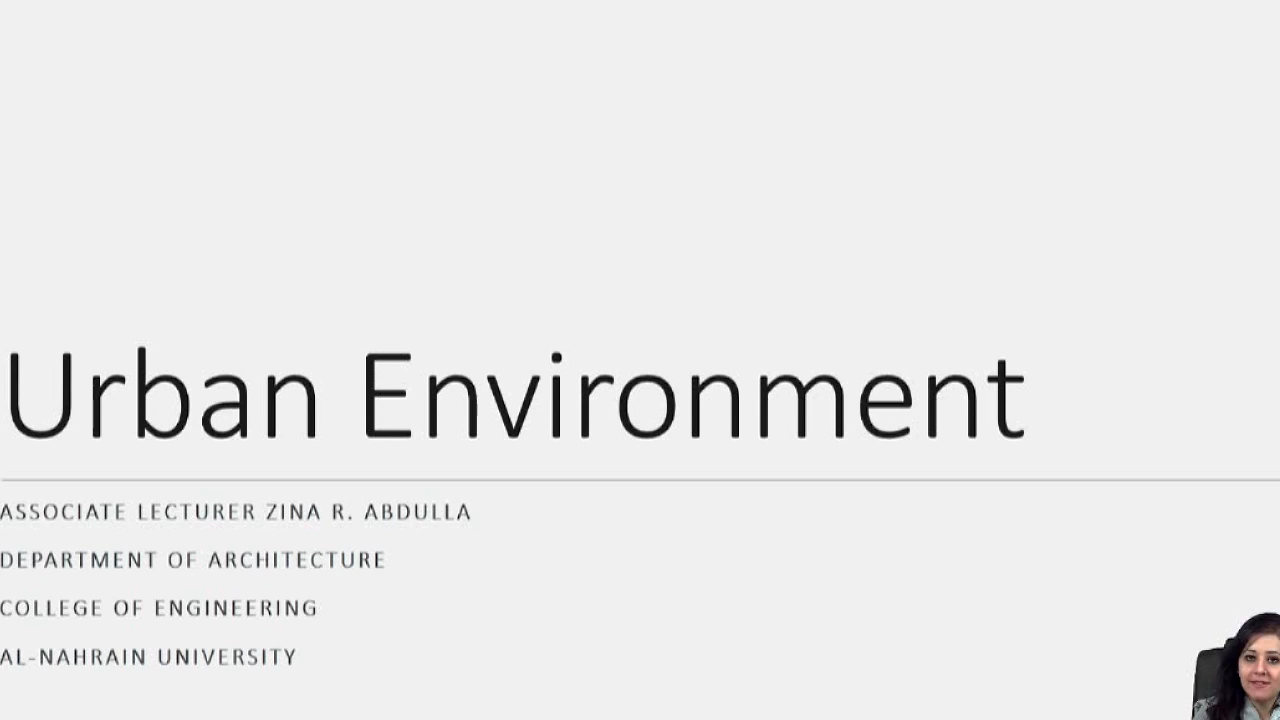 Urban Environment
ASSOCIATE LECTURER ZINA R. ABDULLA
DEPARTMENT OF ARCHITECTURE
COLLEGE OF ENGINEERING
AL-NAHRAIN UNIVERSITY